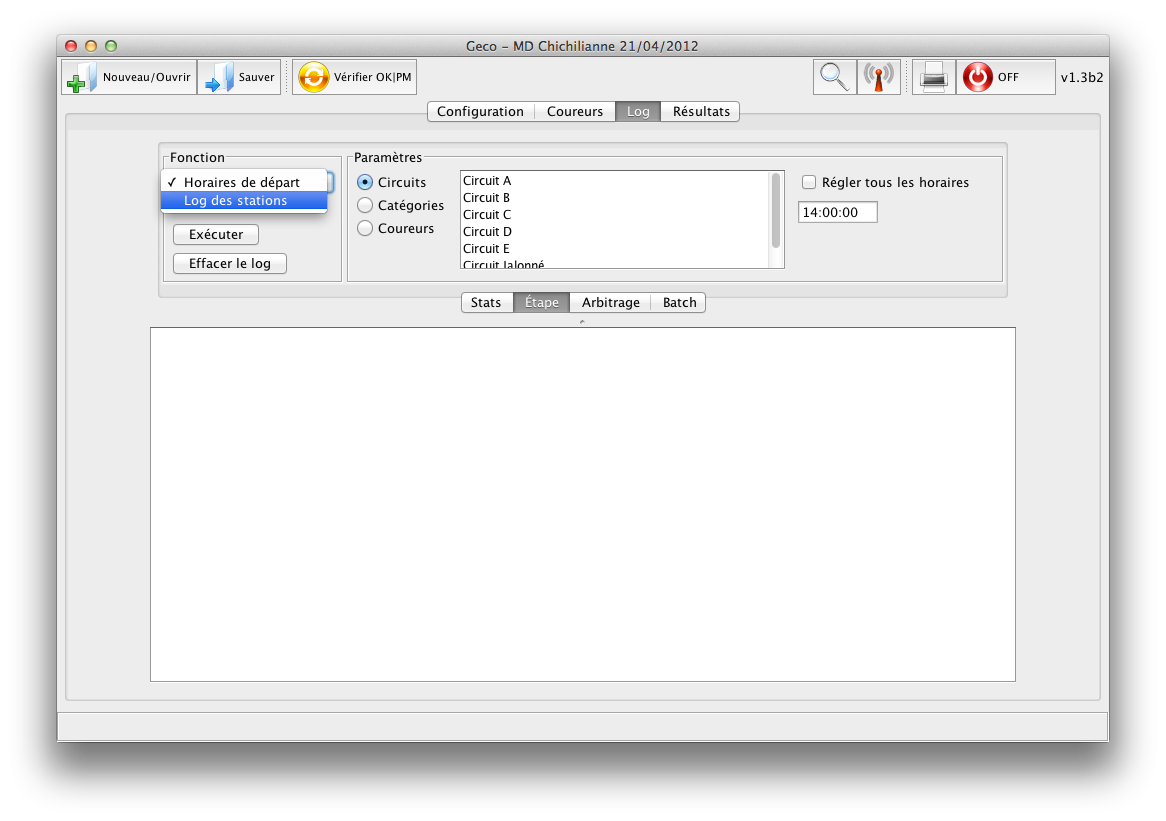 Geco - MD Chichilianne 21/04/2012
Nouveau/Ouvrir Sauver Vérifier OK|PM OFF v1.3b2
Configuration Coureurs Log Résultats
Fonction
✓ Horaires de départ
Log des stations
Exécuter
Effacer le log
Paramètres
Circuits
Catégories
Coureurs
Circuit A
Circuit B
Circuit C
Circuit D
Circuit E
Circuit Jalonné
Régler tous les horaires
14:00:00
Stats Étape Arbitrage Batch